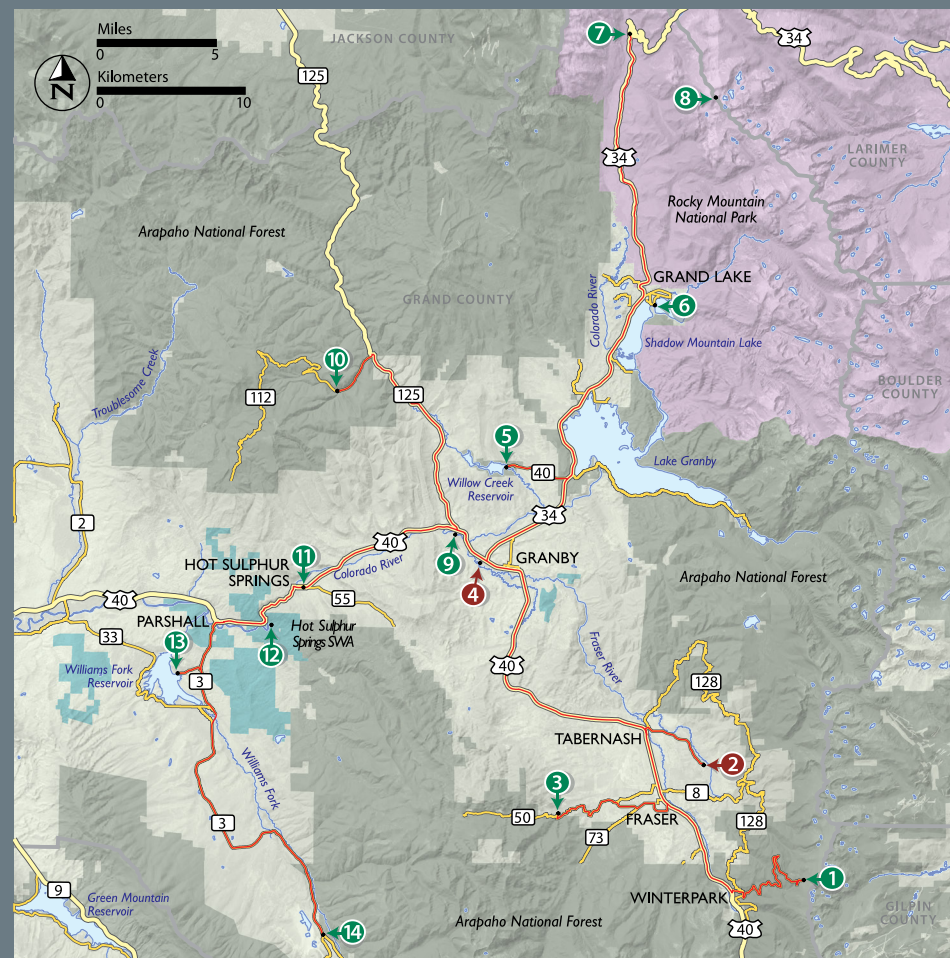 Miles
0 5
Kilometers
0 10
N
JACKSON COUNTY
125
7
34
8
LARIMER
COUNTY
34
Rocky Mountain
National Park
Arapaho National Forest
GRAND LAKE
Colorado River
6
GRAND COUNTY
Shadow Mountain Lake
Troublesome Creek
10
112
125
BOULDER
COUNTY
5
40
Willow Creek
Reservoir
Lake Granby
2
34
40
11
HOT SULPHUR
SPRINGS
Colorado River
9
GRANBY
4
Arapaho National Forest
55
40
PARSHALL
33
13
Hot Sulphur
Springs SWA
12
Williams Fork
Reservoir
3
Fraser River
40
128
TABERNASH
2
Williams Fork
3
8
50
FRASER
73
128
3
1
WINTERPARK
9
Green Mountain
Reservoir
Arapaho National Forest
GILPIN
COUNTY
14
40